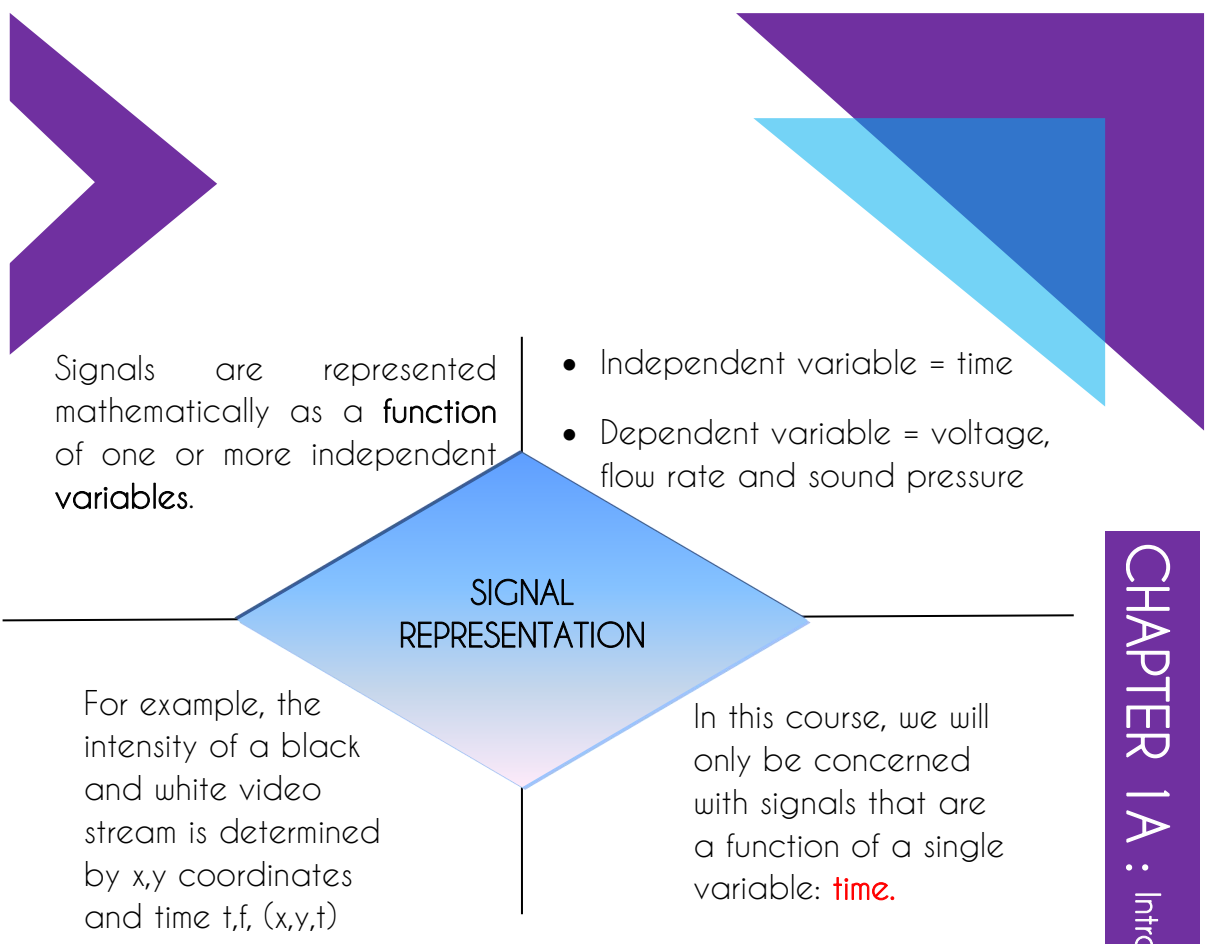 Signals are represented
mathematically as a function
of one or more independent
variables.
• Independent variable = time
• Dependent variable = voltage,
flow rate and sound pressure
SIGNAL
REPRESENTATION
For example, the
intensity of a black
and white video
stream is determined
by x,y coordinates
and time t,f, (x,y,t)
In this course, we will
only be concerned
with signals that are
a function of a single
variable: time.
CHAPTER 1A :